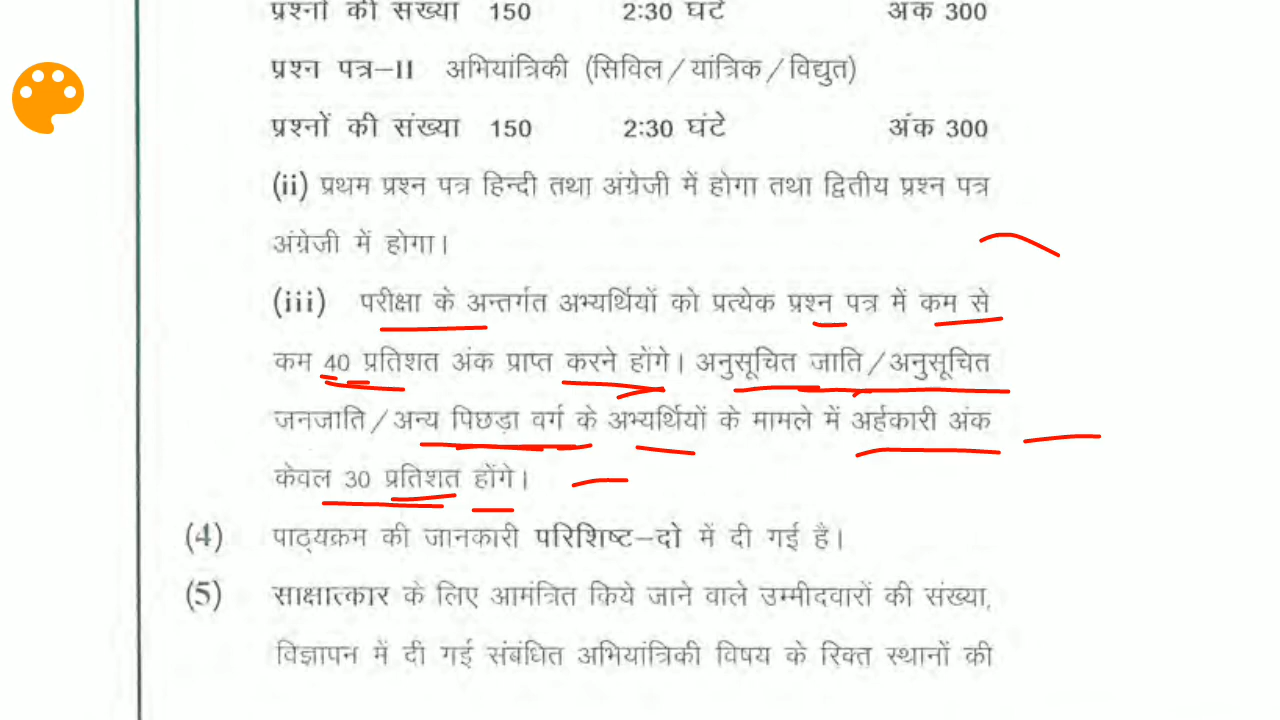 प्रश्नों की संख्या 150 2:30 घंटे अंक 300
प्रश्न पत्र–II अभियांत्रिकी (सिविल/यांत्रिक/विद्युत)
प्रश्नों की संख्या 150 2:30 घंटे अंक 300
(ii) प्रथम प्रश्न पत्र हिन्दी तथा अंग्रेजी में होगा तथा द्वितीय प्रश्न पत्र
अंग्रेजी में होगा।
(iii) परीक्षा के अन्तर्गत अभ्यर्थियों को प्रत्येक प्रश्न पत्र में कम से
कम 40 प्रतिशत अंक प्राप्त करने होंगे। अनुसूचित जाति/अनुसूचित
जनजाति/अन्य पिछड़ा वर्ग के अभ्यर्थियों के मामले में अर्हकारी अंक
केवल 30 प्रतिशत होंगे।
(4) पाठ्यक्रम की जानकारी परिशिष्ट–दो में दी गई है।
(5) साक्षात्कार के लिए आमंत्रित किये जाने वाले उम्मीदवारों की संख्या,
विज्ञापन में दी गई संबंधित अभियांत्रिकी विषय के रिक्त स्थानों की